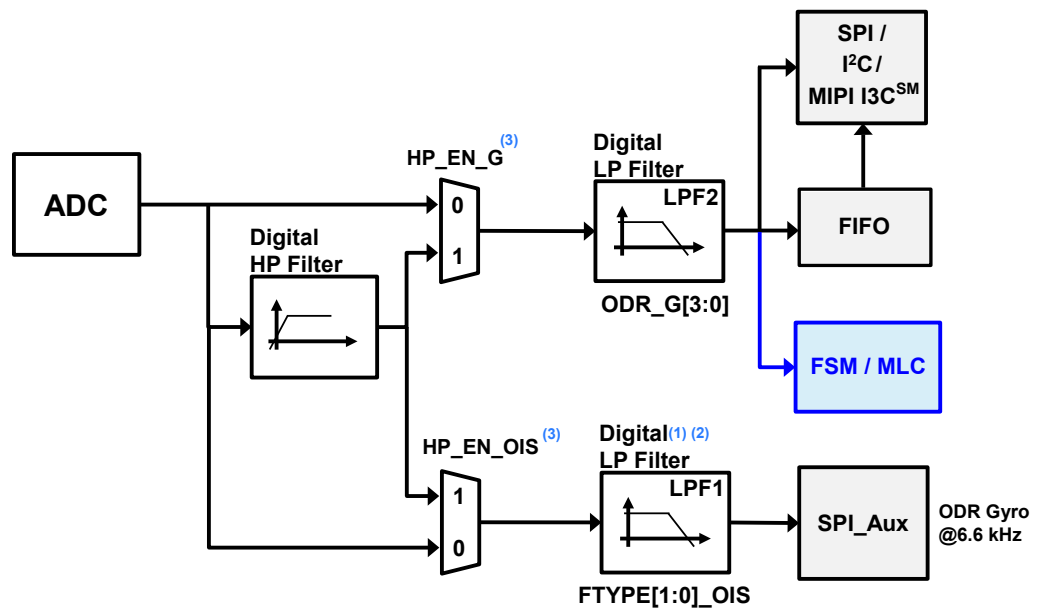 SPI /
I²C /
MIPI I3C^SM
ADC
HP_EN_G (3)
0
1
Digital
LP Filter
LPF2
ODR_G[3:0]
FIFO
Digital
HP Filter
FSM / MLC
HP_EN_OIS (3)
1
0
Digital (1) (2)
LP Filter
LPF1
FTYPE[1:0]_OIS
SPI_Aux
ODR Gyro
@6.6 kHz